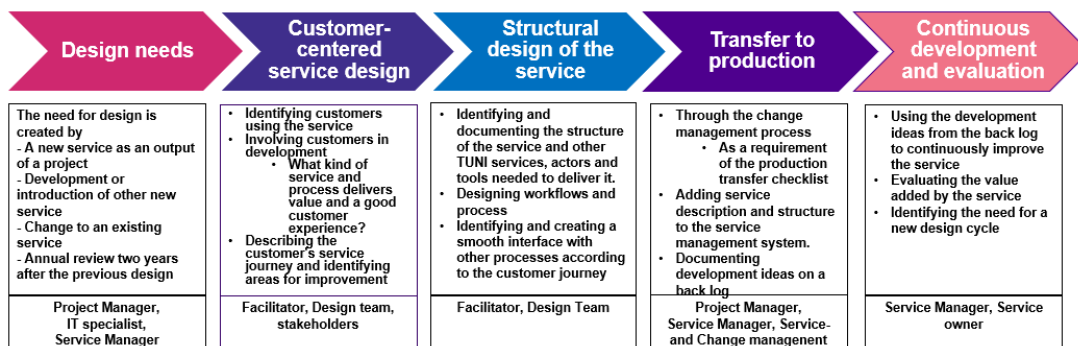 Design needs
Customer-
centered
service design
Structural
design of the
service
Transfer to
production
Continuous
development
and evaluation
The need for design is
created by
- A new service as an output
of a project
- Development or
introduction of other new
service
- Change to an existing
service
- Annual review two years
after the previous design
Project Manager,
IT specialist,
Service Manager
• Identifying customers
using the service
• Involving customers in
development
• What kind of
service and
process delivers
value and a good
customer
experience?
• Describing the
customer's service
journey and identifying
areas for improvement
Facilitator, Design team,
stakeholders
• Identifying and
documenting the structure
of the service and other
TUNI services, actors and
tools needed to deliver it.
• Designing workflows and
process
• Identifying and creating a
smooth interface with
other processes according
to the customer journey
Facilitator, Design Team
• Through the change
management process
• As a requirement
of the production
transfer checklist
• Adding service
description and structure
to the service
management system.
• Documenting
development ideas on a
back log
Project Manager,
Service Manager, Service-
and Change management
• Using the development
ideas from the back log
to continuously improve
the service
• Evaluating the value
added by the service
• Identifying the need for a
new design cycle
Service Manager, Service
owner